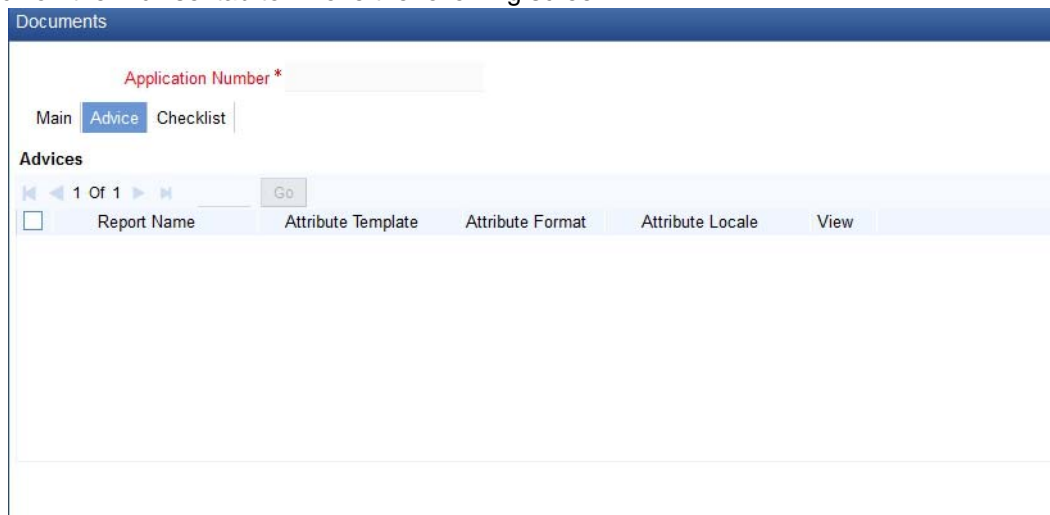 Documents
Application Number *
Main Advice Checklist
Advices
1 Of 1 Go
Report Name Attribute Template Attribute Format Attribute Locale View